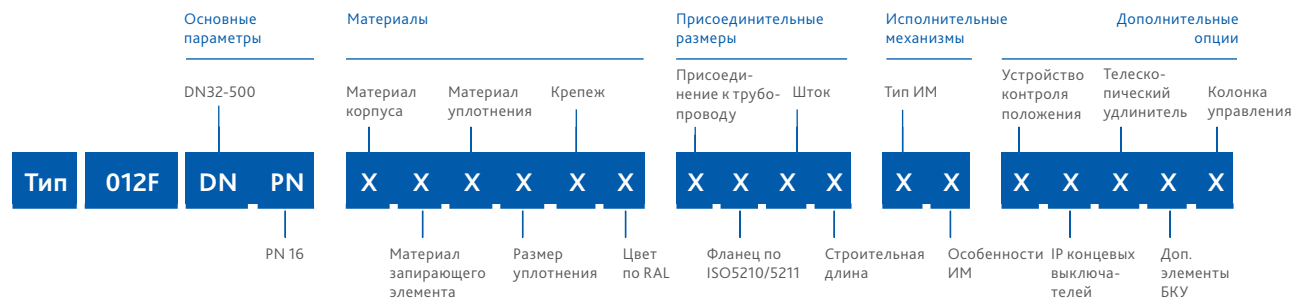 Основные
параметры
Материалы
Присоединительные
размеры
Исполнительные
механизмы
Дополнительные
опции
DN32-500
Материал
корпуса
Материал
уплотнения
Крепеж
Присоеди-
нение к трубо-
проводу
Шток
Тип ИМ
Устройство
контроля
положения
Телеско-
пический
удлинитель
Колонка
управления
Тип 012F DN PN X X X X X X X X X X X X X X X X X
PN 16
Материал
запирающего
элемента
Размер
уплотнения
Цвет
по RAL
Фланец по
ISO5210/5211
Строительная
длина
Особенности
ИМ
IP концевых
выключа-
телей
Доп.
элементы
БКУ